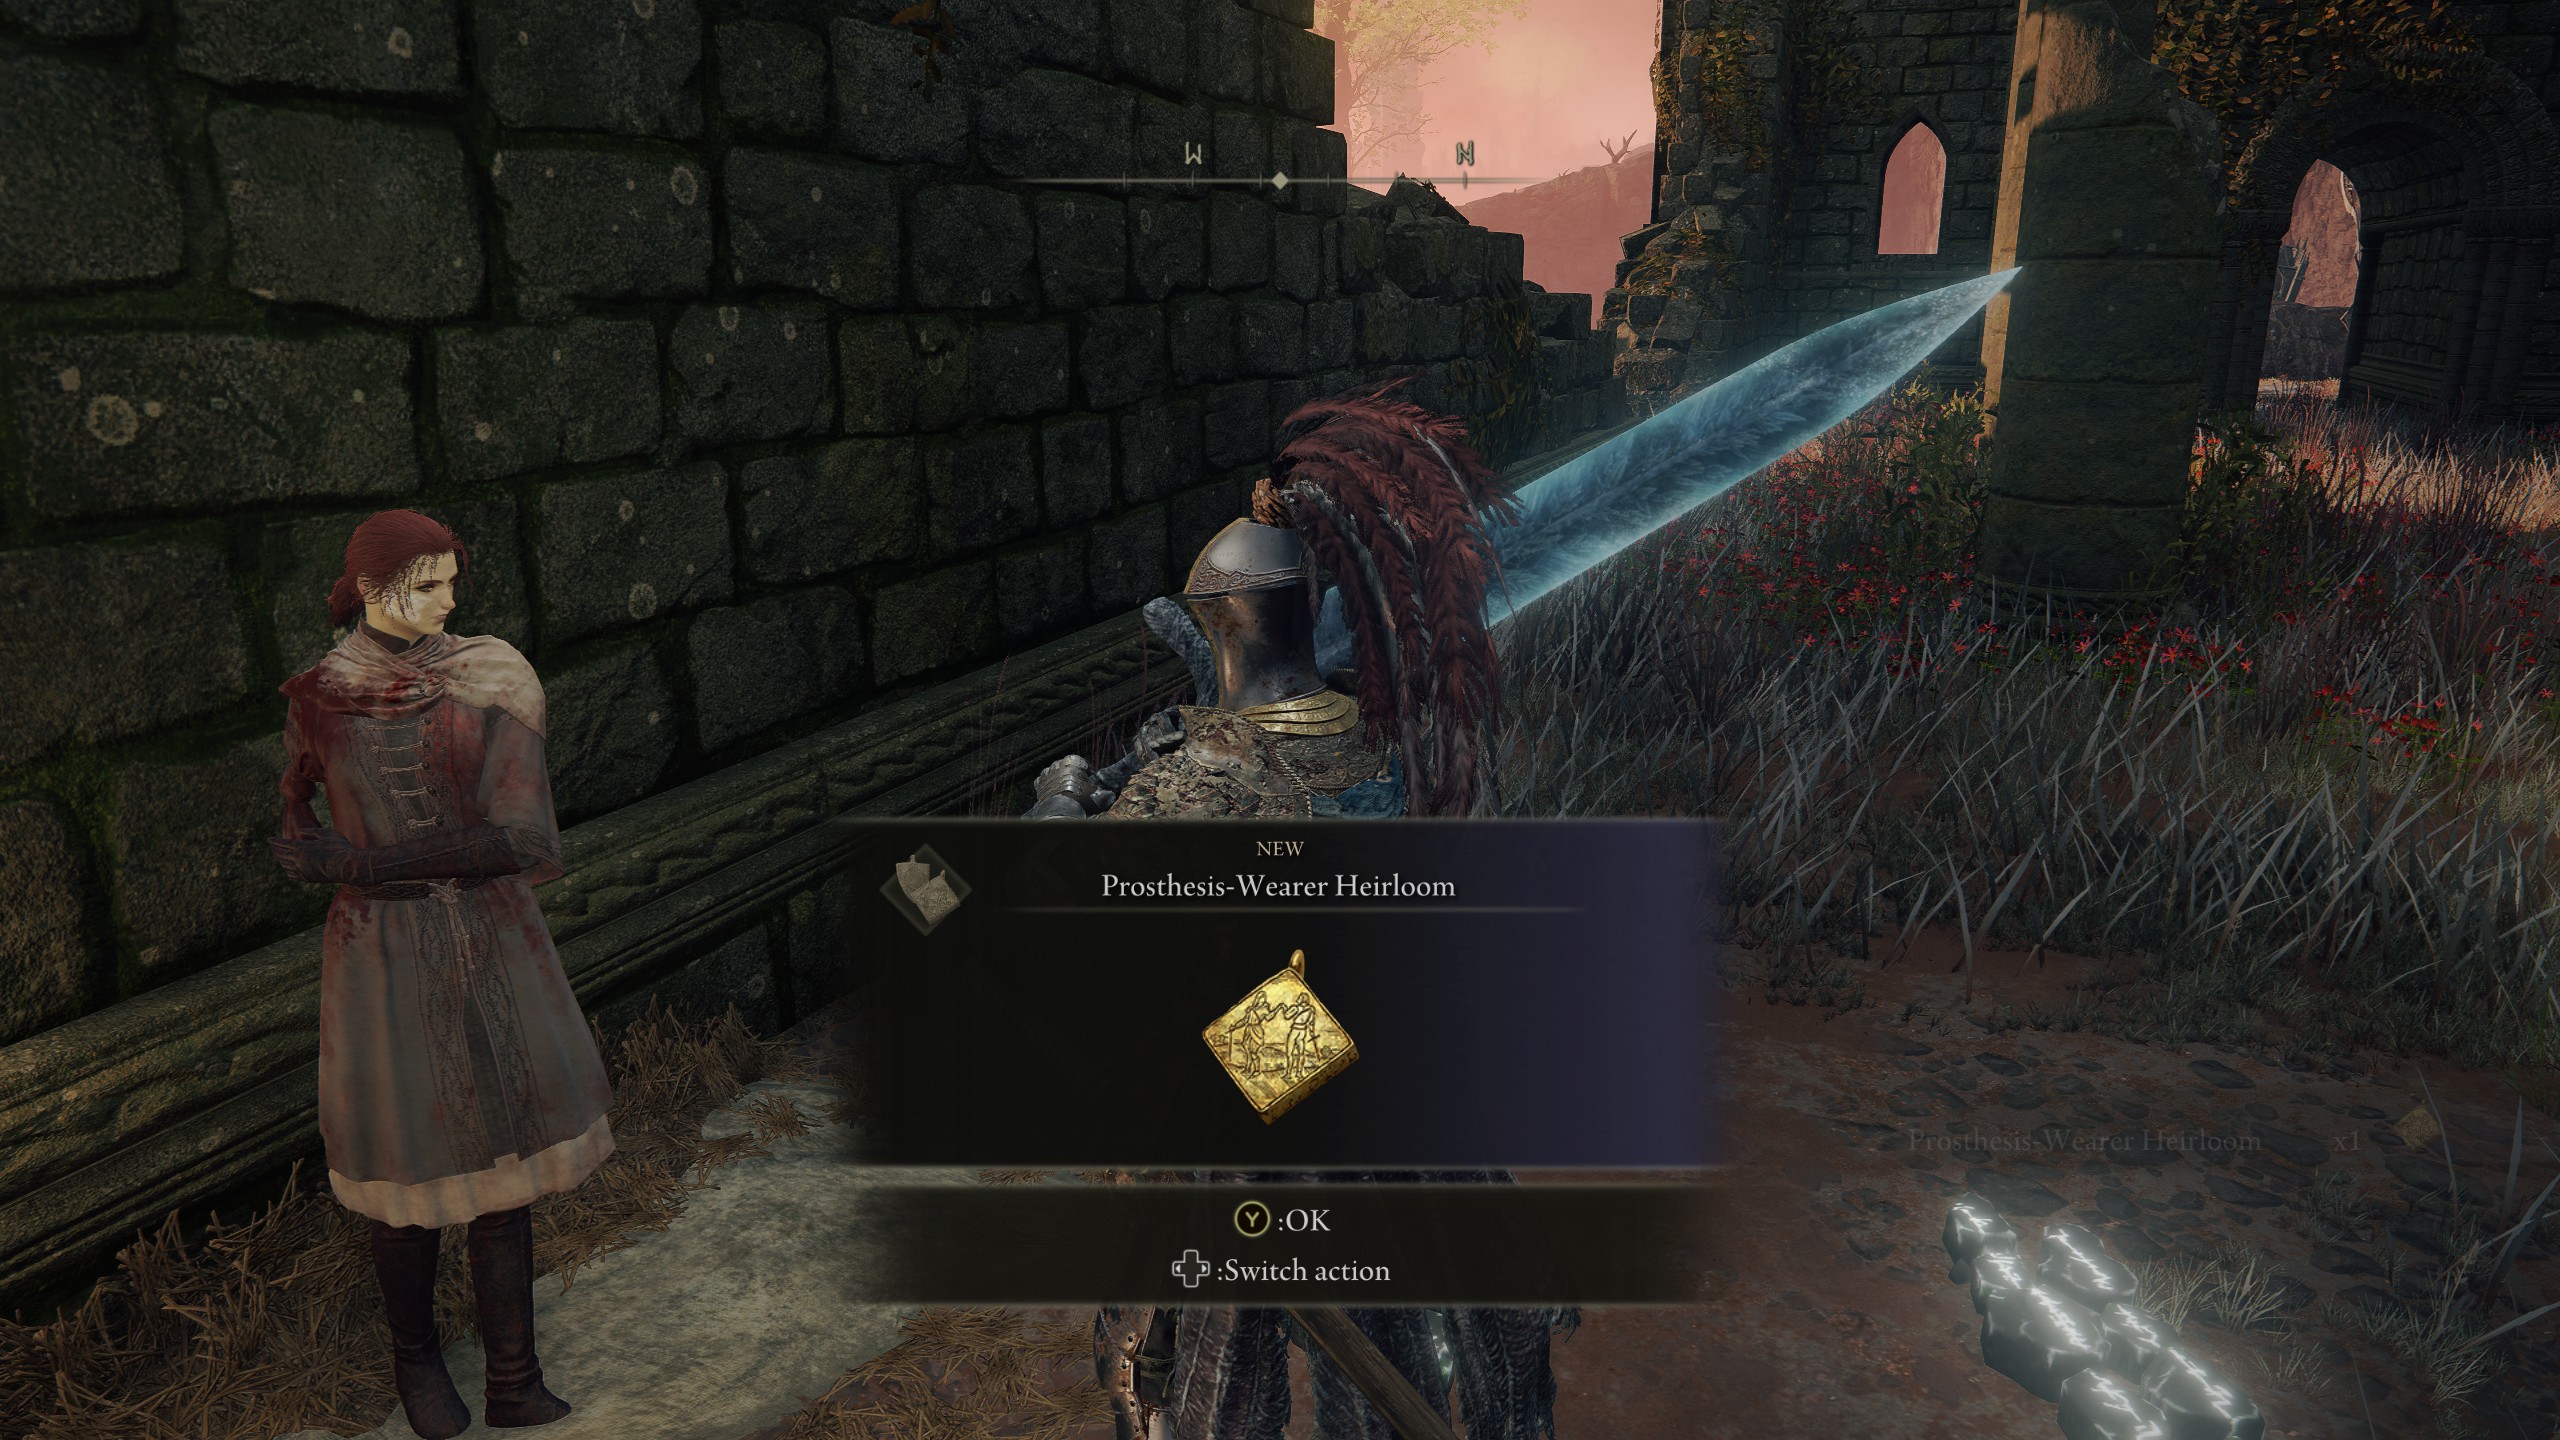 W N
NEW
Prosthesis-Wearer Heirloom
Prosthesis-Wearer Heirloom x1
Y :OK
:Switch action